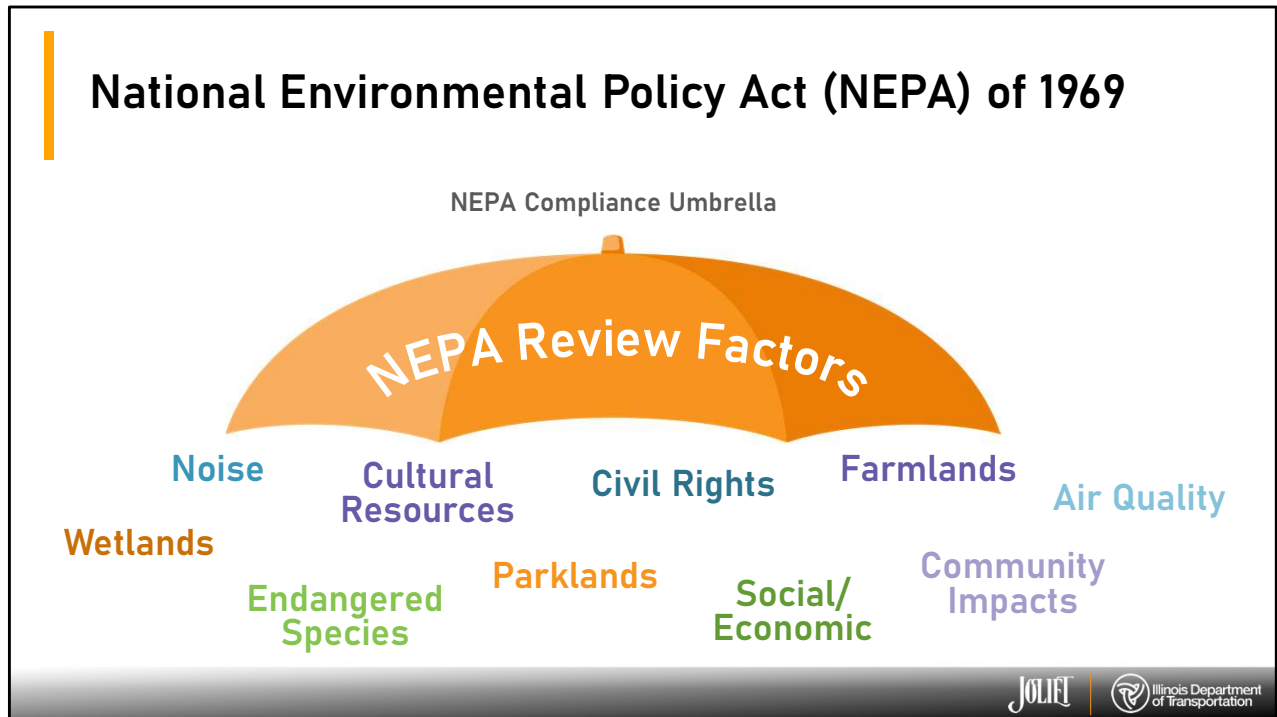 National Environmental Policy Act (NEPA) of 1969
NEPA Compliance Umbrella
NEPA Review Factors
Noise
Cultural
Resources
Civil Rights
Farmlands
Air Quality
Wetlands
Endangered
Species
Parklands
Social/
Economic
Community
Impacts
JOLIET
Illinois Department
of Transportation